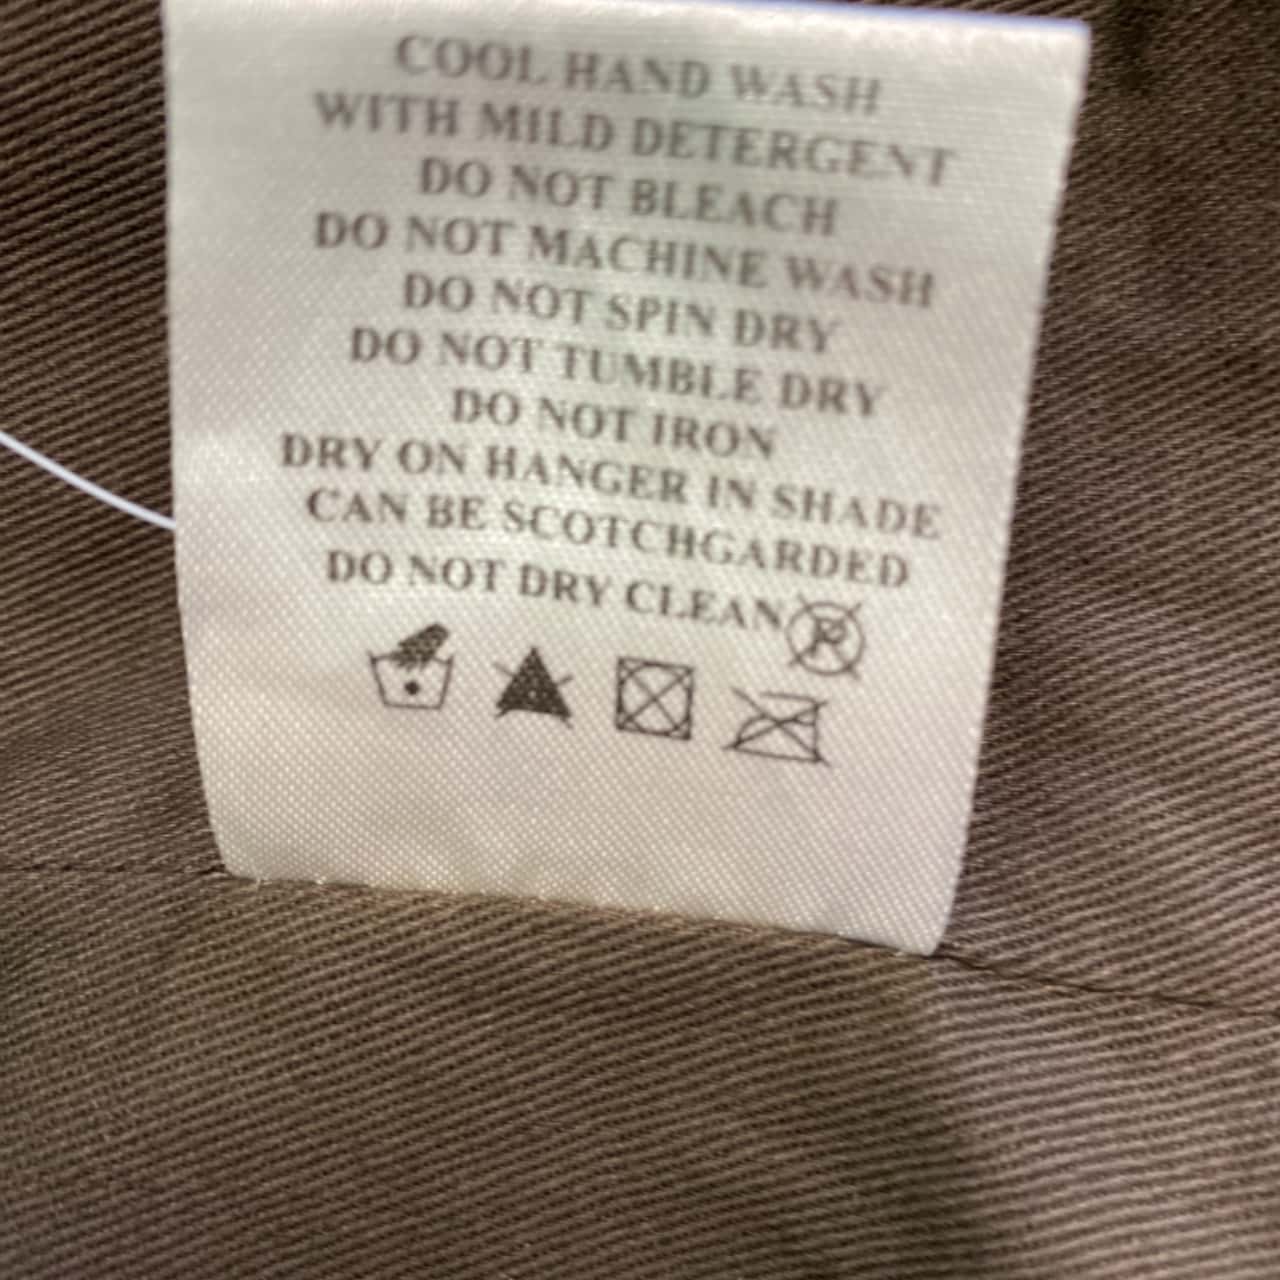 COOL HAND WASH
WITH MILD DETERGENT
DO NOT BLEACH
DO NOT MACHINE WASH
DO NOT SPIN DRY
DO NOT TUMBLE DRY
DO NOT IRON
DRY ON HANGER IN SHADE
CAN BE SCOTCHGARDED
DO NOT DRY CLEAN
P